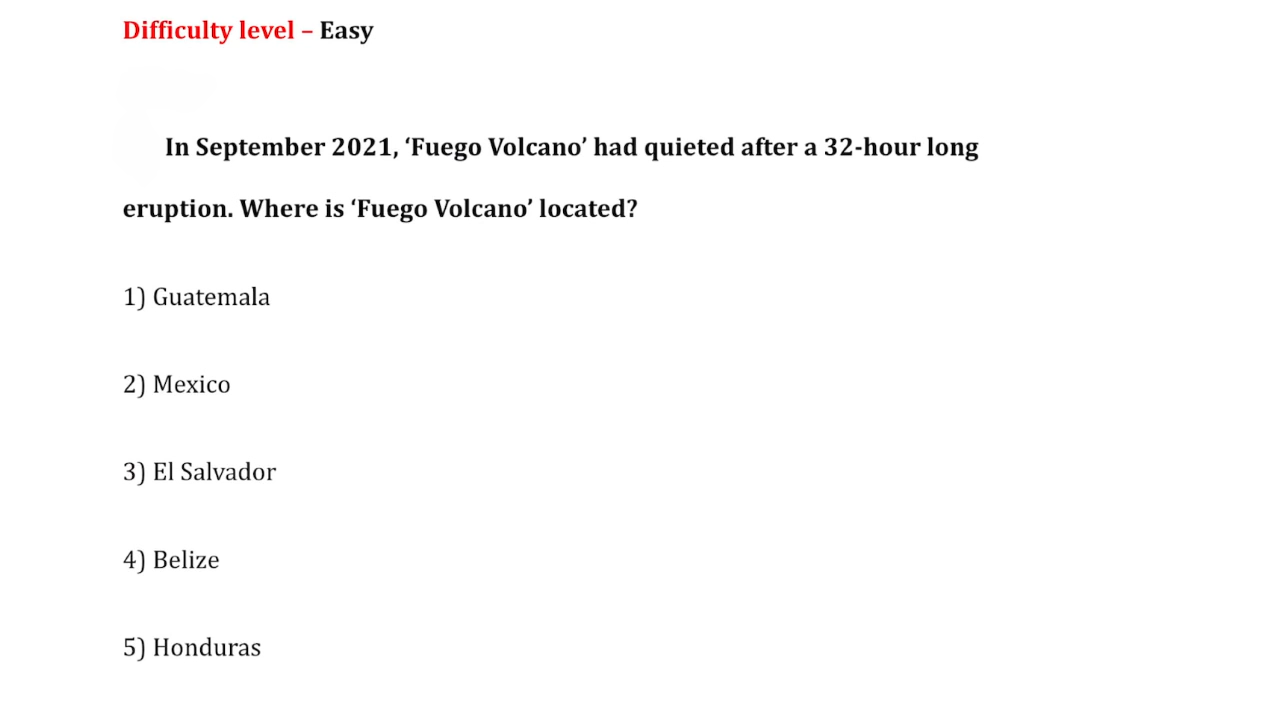 Difficulty level – Easy
In September 2021, ‘Fuego Volcano’ had quieted after a 32-hour long
eruption. Where is ‘Fuego Volcano’ located?
1) Guatemala
2) Mexico
3) El Salvador
4) Belize
5) Honduras